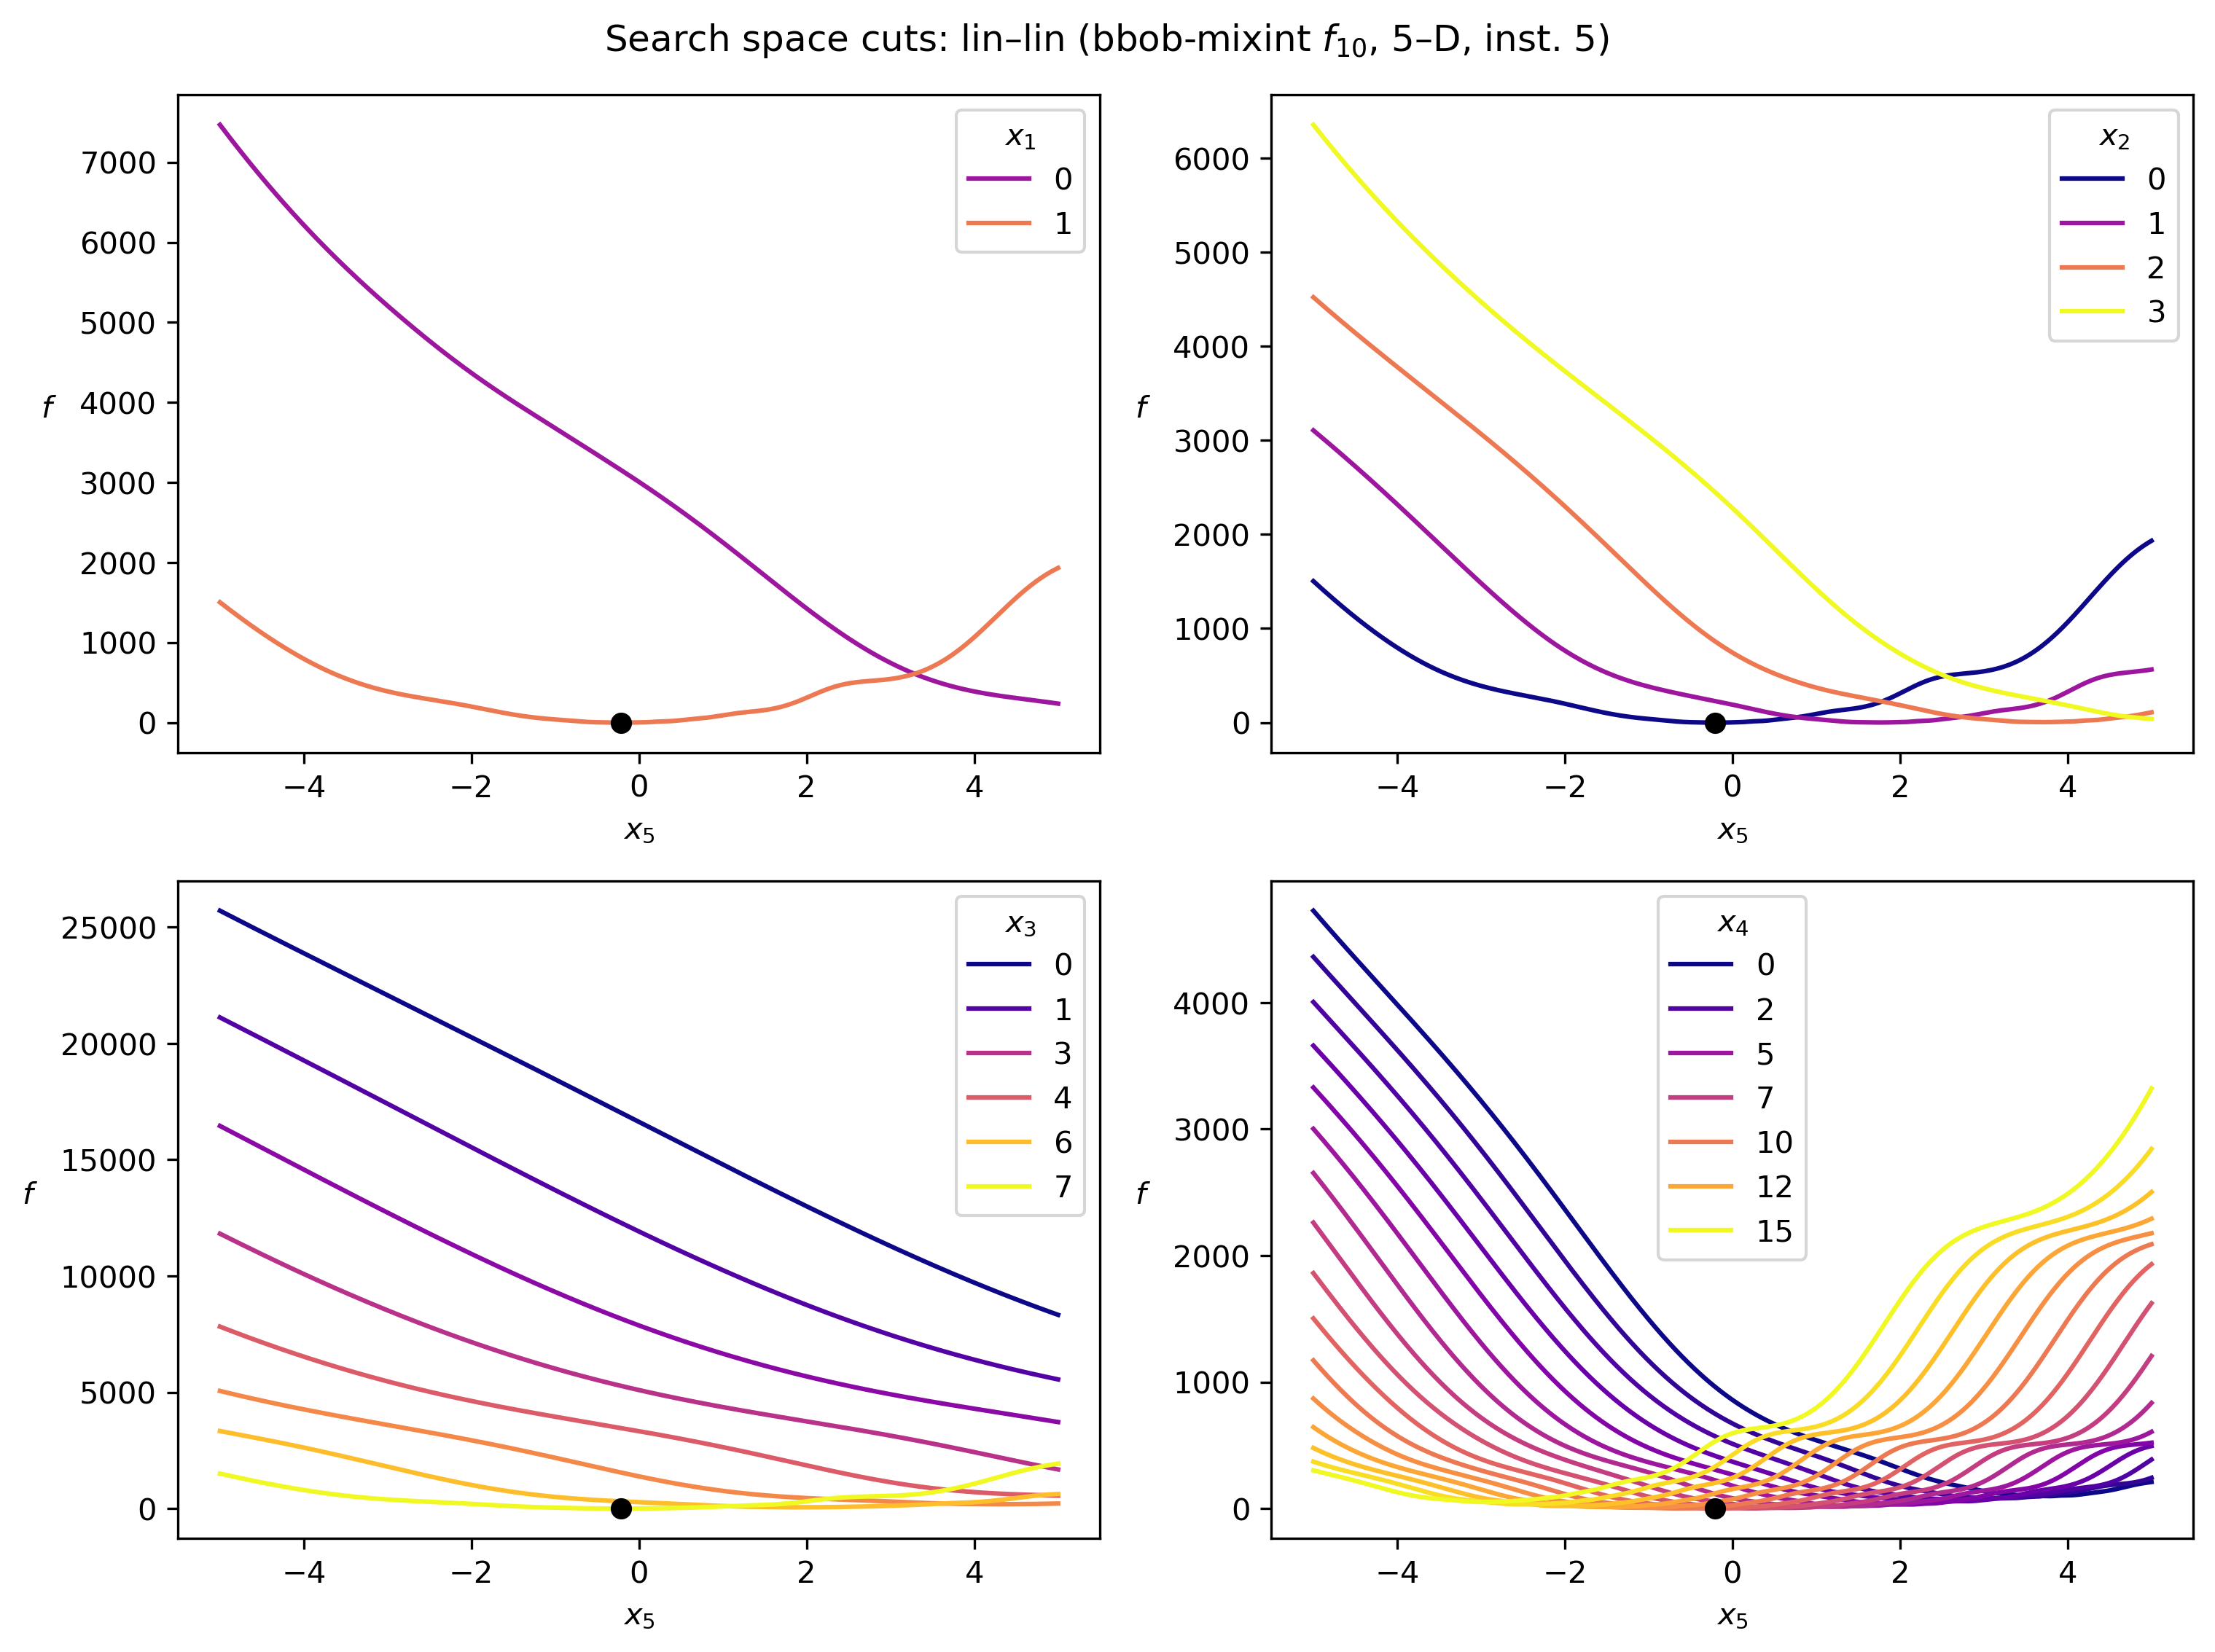 Search space cuts: lin–lin (bbob-mixint f₁₀, 5–D, inst. 5)
x₁
0
1
7000
6000
5000
4000
3000
2000
1000
0
f
−4 −2 0 2 4
x₅
x₂
0
1
2
3
6000
5000
4000
3000
2000
1000
0
f
−4 −2 0 2 4
x₅
x₃
0
1
3
4
6
7
25000
20000
15000
10000
5000
0
f
−4 −2 0 2 4
x₅
x₄
0
2
5
7
10
12
15
4000
3000
2000
1000
0
f
−4 −2 0 2 4
x₅